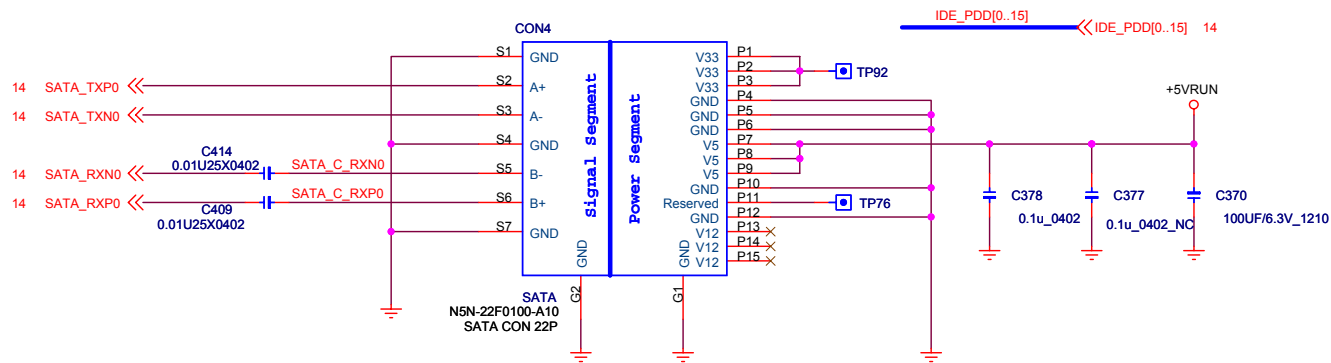 IDE_PDD[0..15]
IDE_PDD[0..15] 14
CON4
+5VRUN
S1 GND
14 SATA_TXP0 S2 A+
14 SATA_TXN0 S3 A-
S4 GND
C414
0.01U25X0402
14 SATA_RXN0 SATA_C_RXN0 S5 B-
14 SATA_RXP0 SATA_C_RXP0 S6 B+
C409
0.01U25X0402
S7 GND
Signal Segment
Power Segment
V33 P1
V33 P2 TP92
V33 P3
GND P4
GND P5
GND P6
V5 P7
V5 P8
V5 P9
GND P10
Reserved P11 TP76
GND P12
V12 P13
V12 P14
V12 P15
GND
G2
GND
G1
C378
0.1u_0402
C377
0.1u_0402_NC
C370
100UF/6.3V_1210
SATA
N5N-22F0100-A10
SATA CON 22P